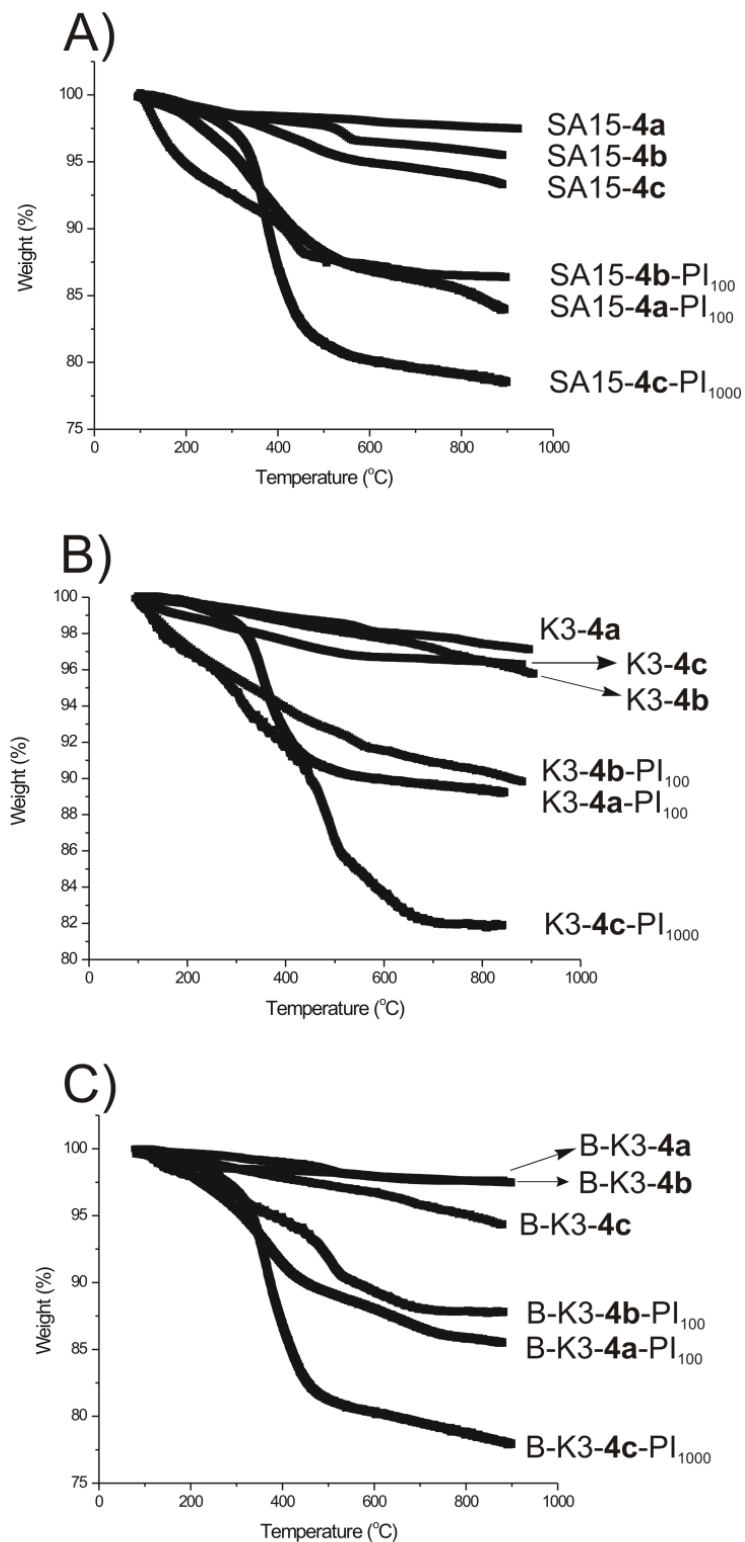 A)
100
95
90
85
80
75
Weight (%)
0
200
400
600
800
1000
Temperature (°C)
SA15-4a
SA15-4b
SA15-4c
SA15-4b-PI100
SA15-4a-PI100
SA15-4c-PI1000
B)
100
98
96
94
92
90
88
86
84
82
80
Weight (%)
0
200
400
600
800
1000
Temperature (°C)
K3-4a
K3-4c
K3-4b
K3-4b-PI100
K3-4a-PI100
K3-4c-PI1000
C)
100
95
90
85
80
75
Weight (%)
0
200
400
600
800
1000
Temperature (°C)
B-K3-4a
B-K3-4b
B-K3-4c
B-K3-4b-PI100
B-K3-4a-PI100
B-K3-4c-PI1000